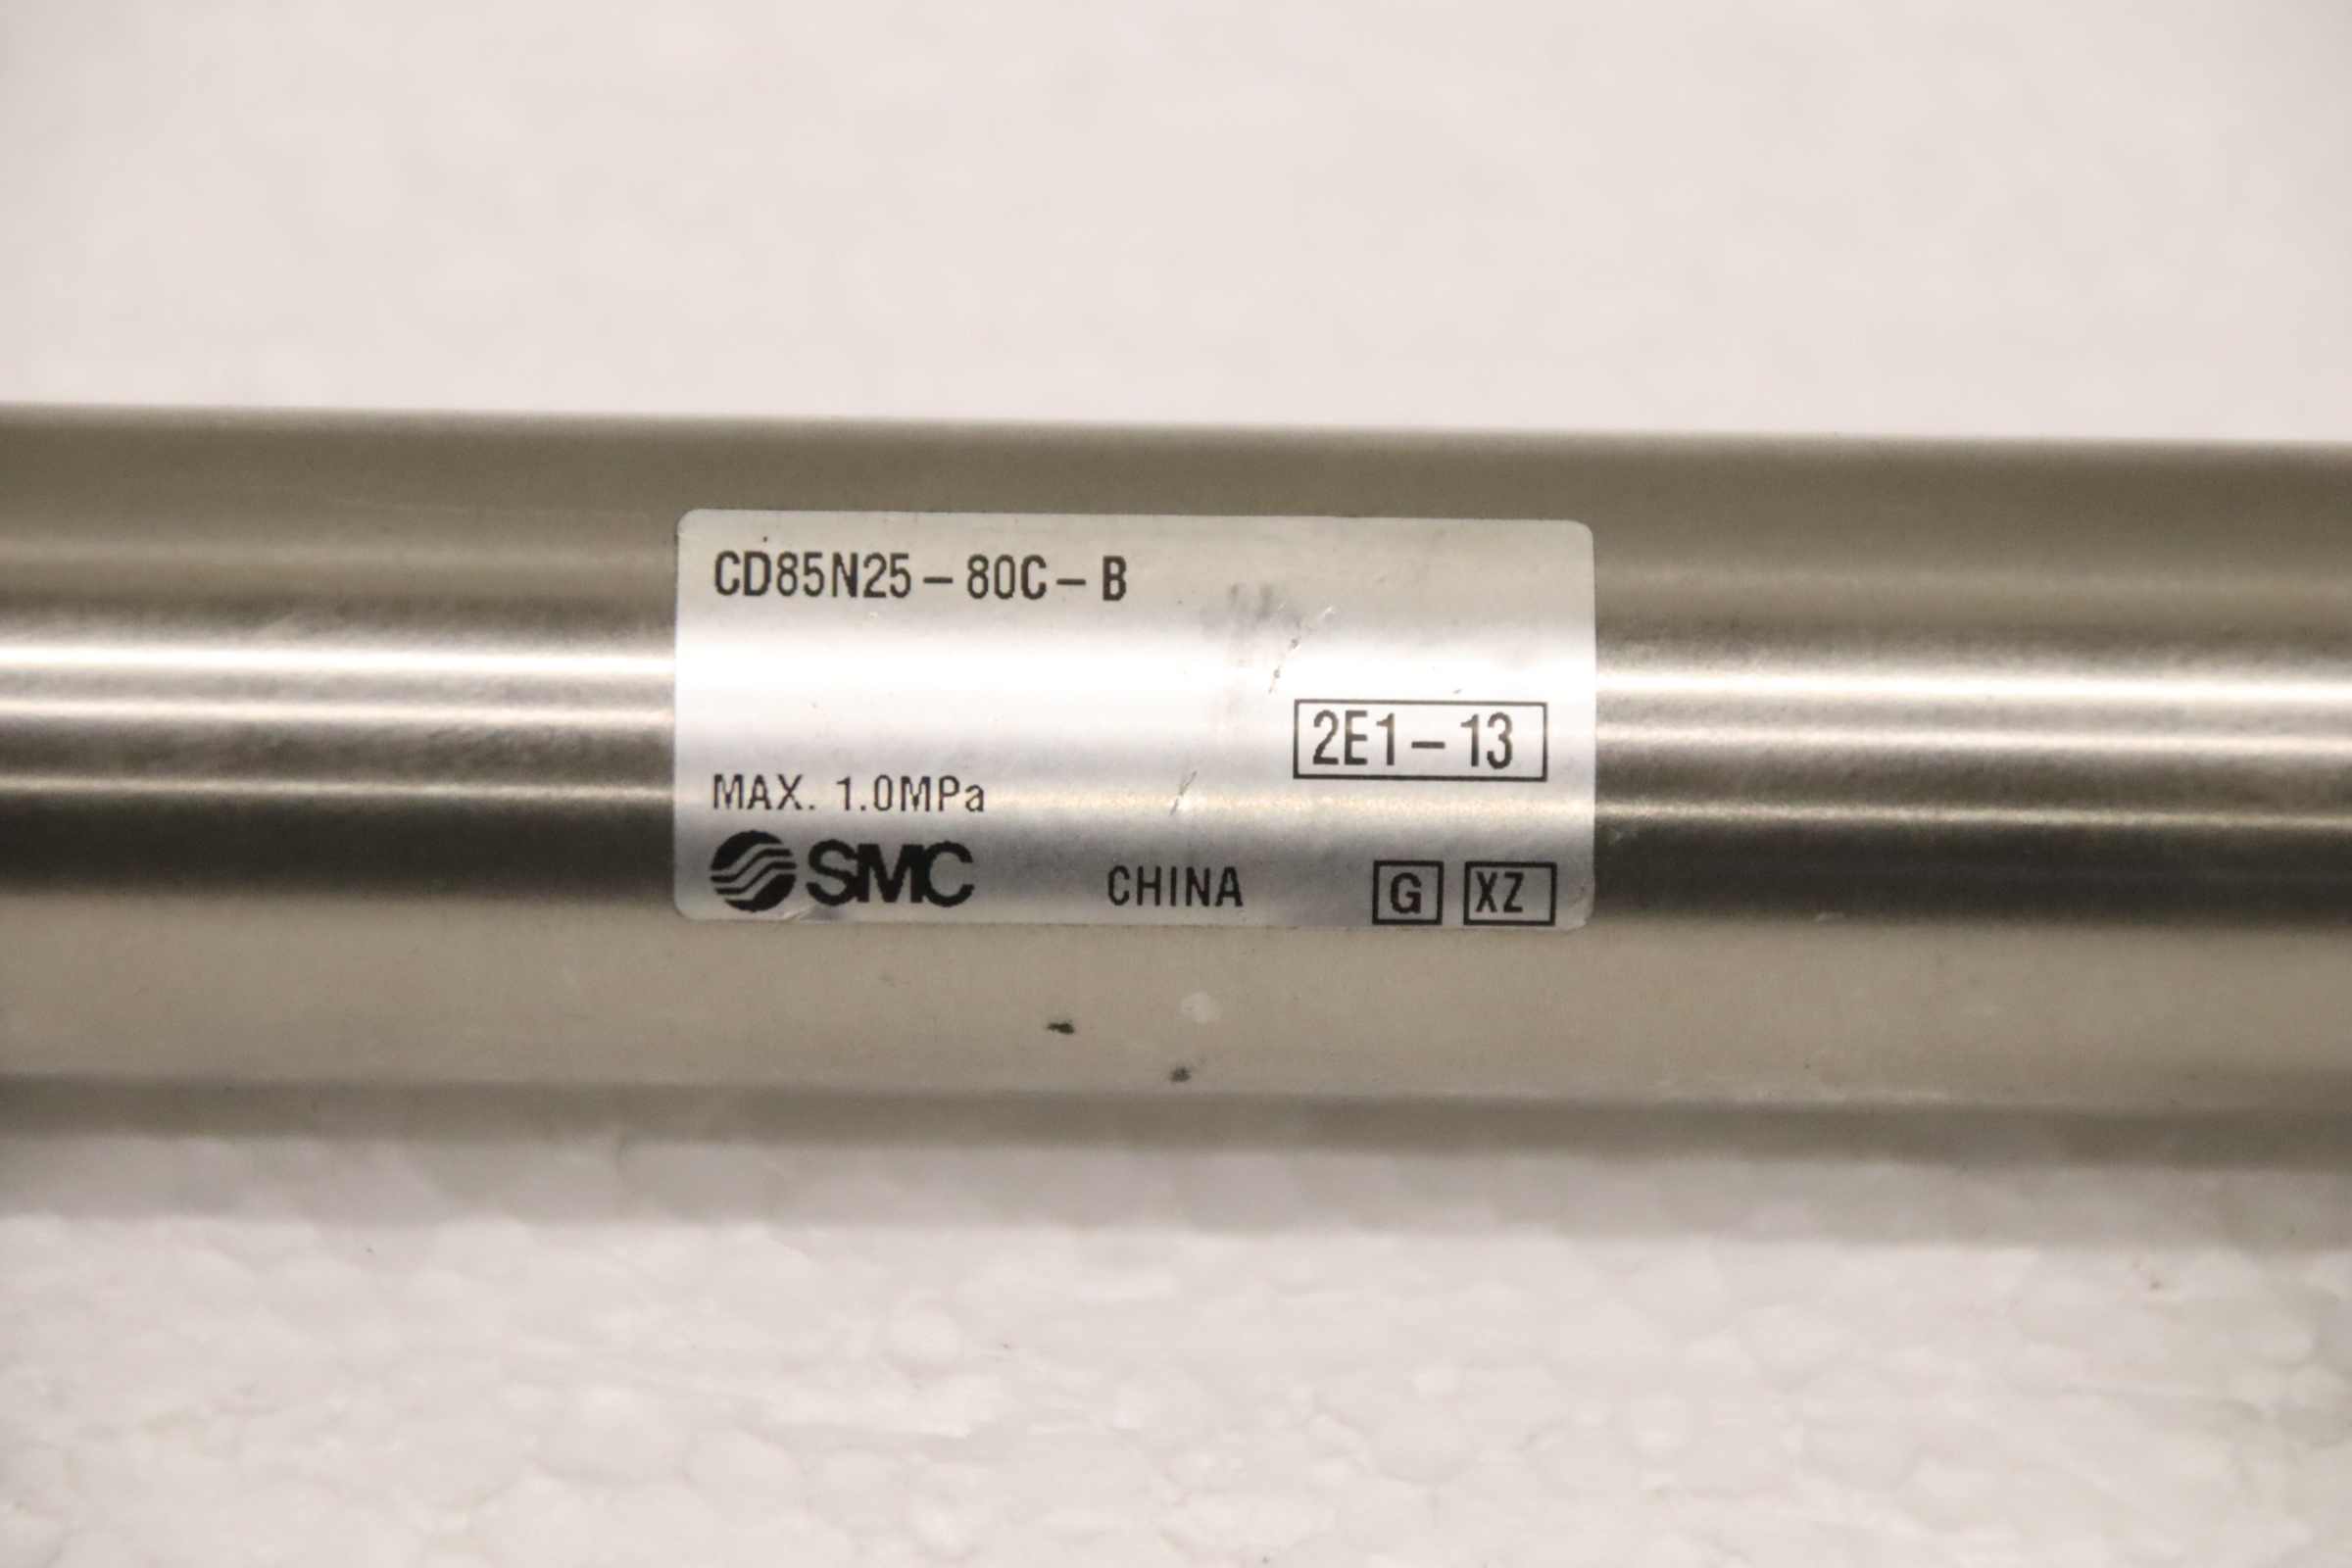 CD85N25-80C-B
2E1-13
MAX. 1.0MPa
SMC CHINA G XZ